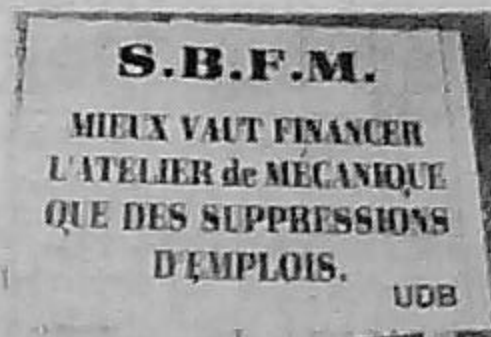 S.B.F.M.
MIEUX VAUT FINANCER
L'ATELIER de MÉCANIQUE
QUE DES SUPPRESSIONS
D'EMPLOIS.
UDB